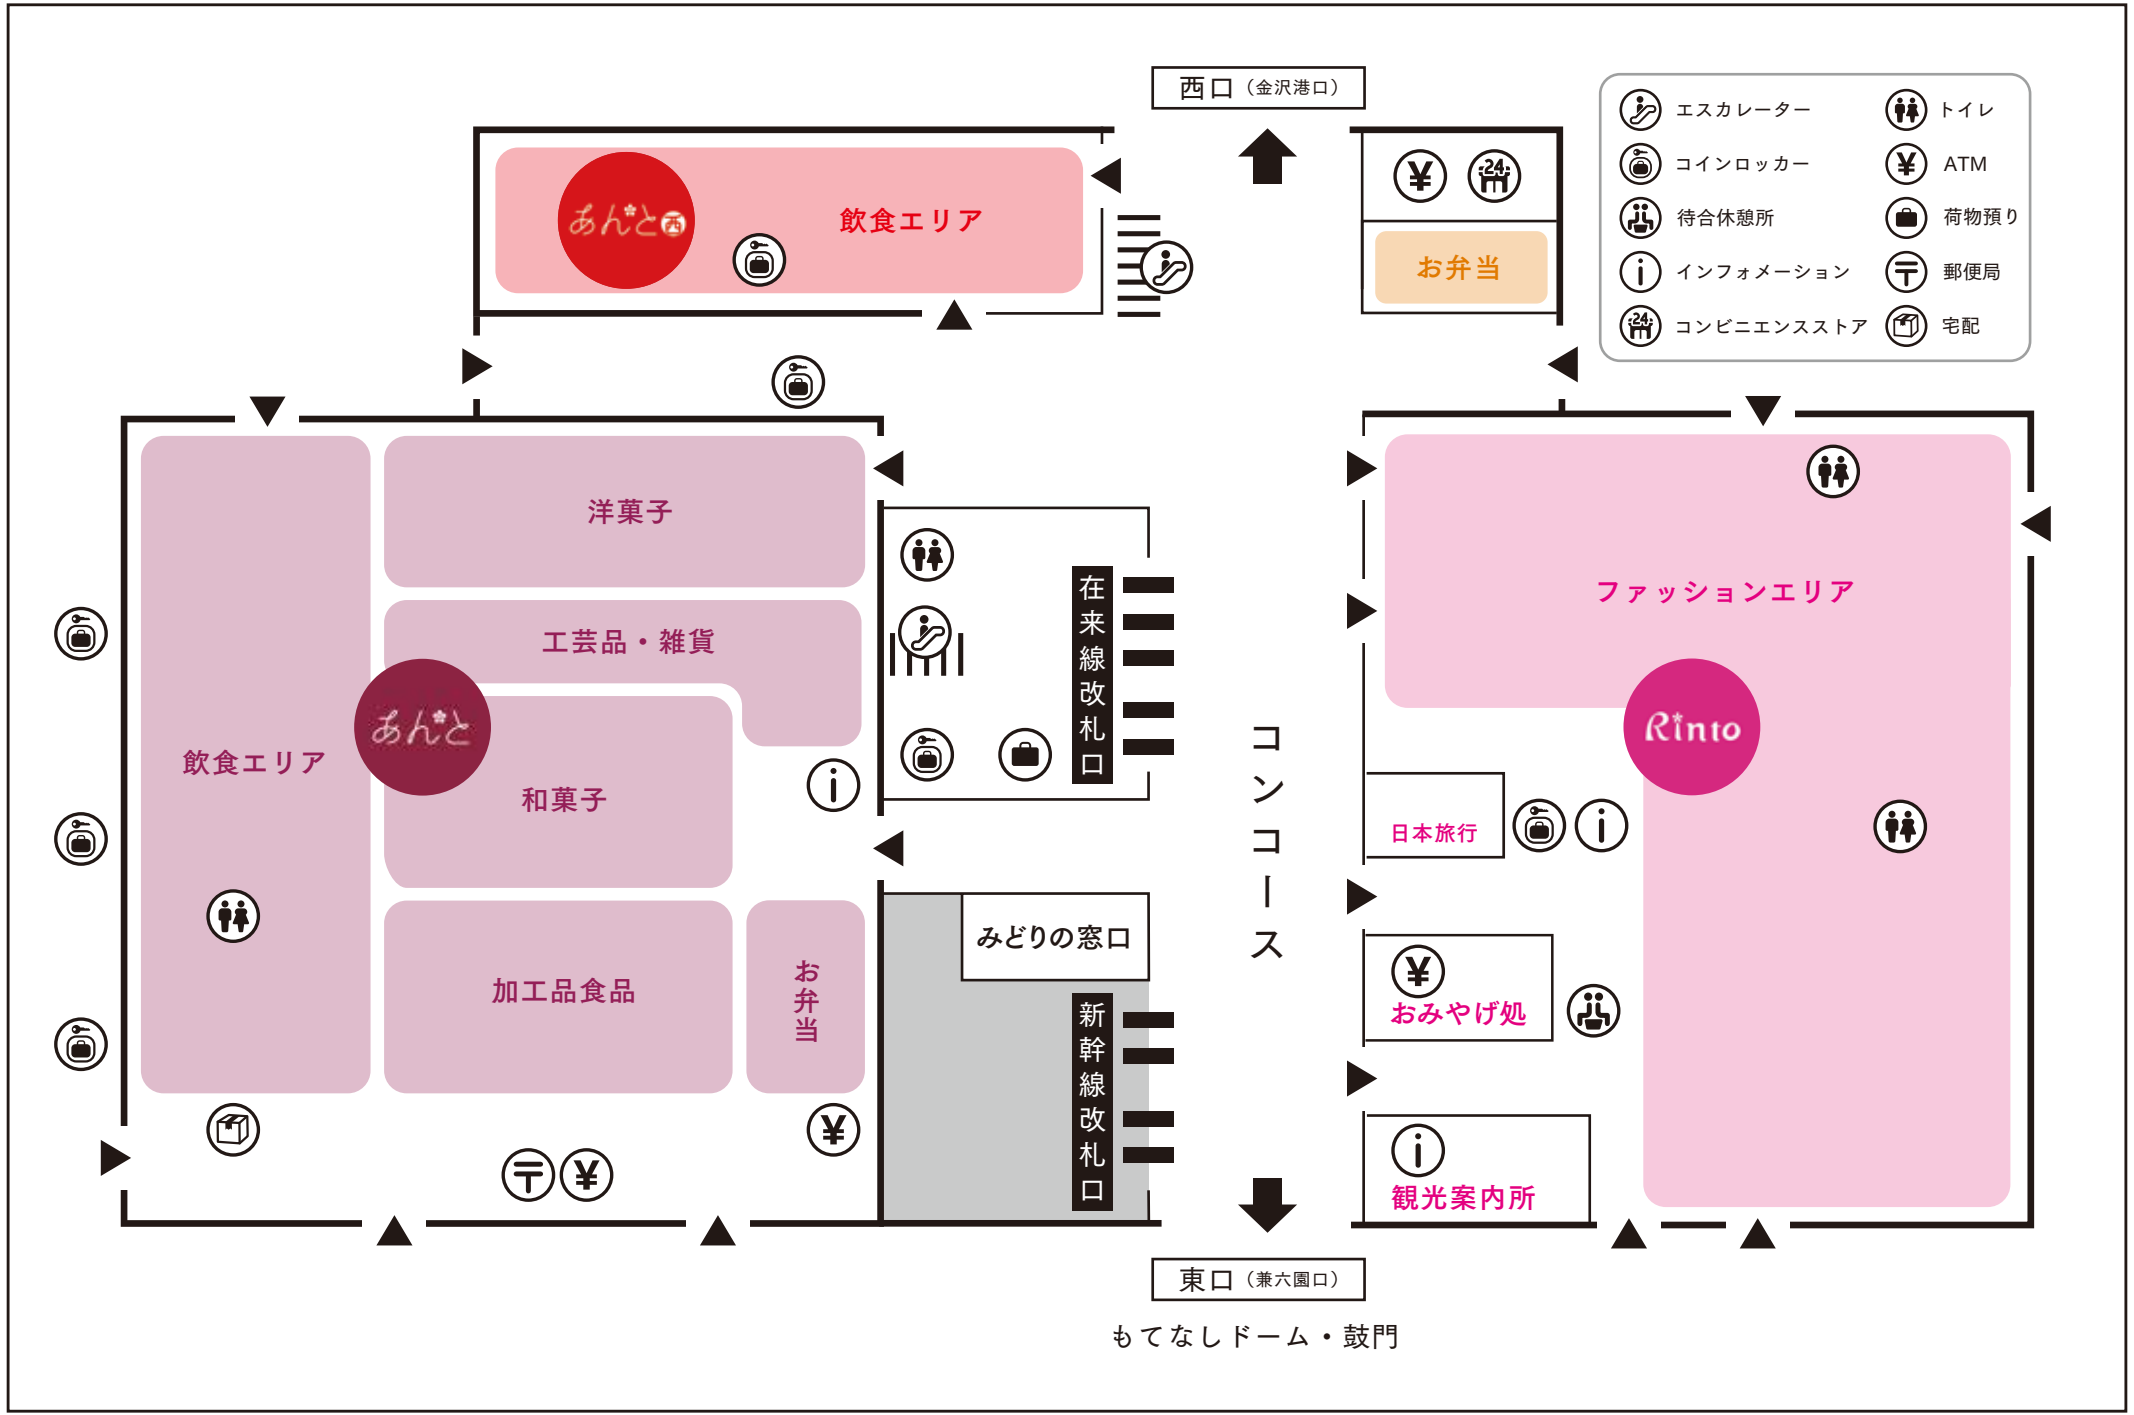 西口（金沢港口）
エスカレーター
トイレ
コインロッカー
ATM
待合休憩所
荷物預り
インフォメーション
郵便局
24
コンビニエンスストア
宅配
あんと西
飲食エリア
24
お弁当
洋菓子
工芸品・雑貨
あんと
飲食エリア
和菓子
加工品食品
お弁当
在来線改札口
みどりの窓口
新幹線改札口
コンコース
ファッションエリア
Rinto
日本旅行
おみやげ処
観光案内所
東口（兼六園口）
もてなしドーム・鼓門